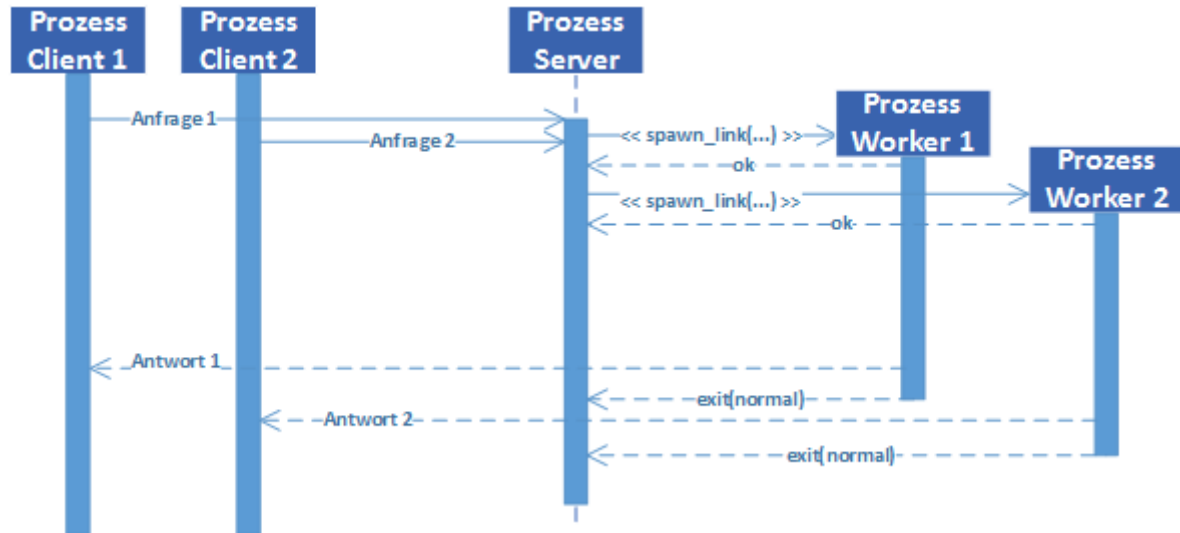 Prozess
Client 1
Prozess
Client 2
Prozess
Server
Prozess
Worker 1
Prozess
Worker 2
Anfrage 1
Anfrage 2
<< spawn_link(...) >>
ok
<< spawn_link(...) >>
ok
Antwort 1
exit(normal)
Antwort 2
exit(normal)